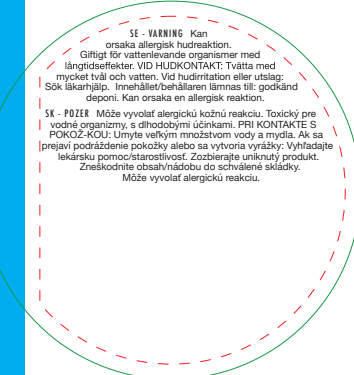 SE - VARNING Kan
orsaka allergisk hudreaktion.
Giftigt för vattenlevande organismer med
långtidseffekter. VID HUDKONTAKT: Tvätta med
mycket tvål och vatten. Vid hudirritation eller utslag:
Sök läkarhjälp. Innehållet/behållaren lämnas till: godkänd
deponi. Kan orsaka en allergisk reaktion.
SK - POZER Môže vyvolať alergickú kožnú reakciu. Toxický pre
vodné organizmy, s dlhodobými účinkami. PRI KONTAKTE S
POKOŽ-KOU: Umyte veľkým množstvom vody a mydla. Ak sa
prejaví podráždenie pokožky alebo sa vytvoria vyrážky: Vyhľadajte
lekársku pomoc/starostlivosť. Zozbierajte uniknutý produkt.
Zneškodnite obsah/nádobu do schválené skládky.
Môže vyvolať alergickú reakciu.